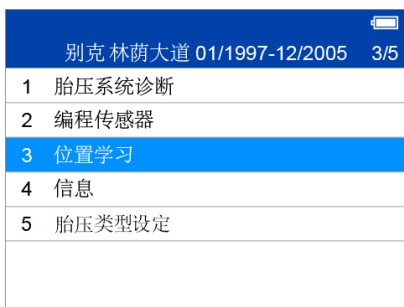 别克 林荫大道 01/1997-12/2005 3/5
1 胎压系统诊断
2 编程传感器
3 位置学习
4 信息
5 胎压类型设定